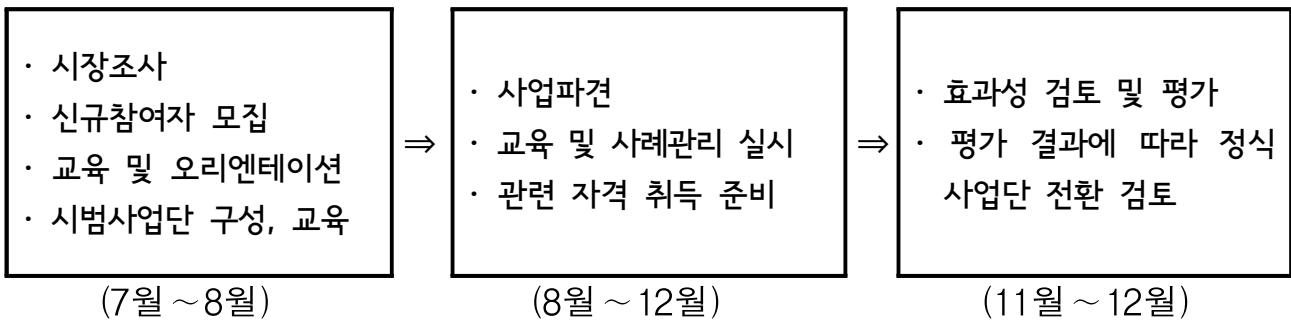 · 시장조사
· 신규참여자 모집
· 교육 및 오리엔테이션
· 시범사업단 구성, 교육
(7월～8월)
⇒
· 사업파견
· 교육 및 사례관리 실시
· 관련 자격 취득 준비
(8월～12월)
⇒
· 효과성 검토 및 평가
· 평가 결과에 따라 정식
사업단 전환 검토
(11월～12월)